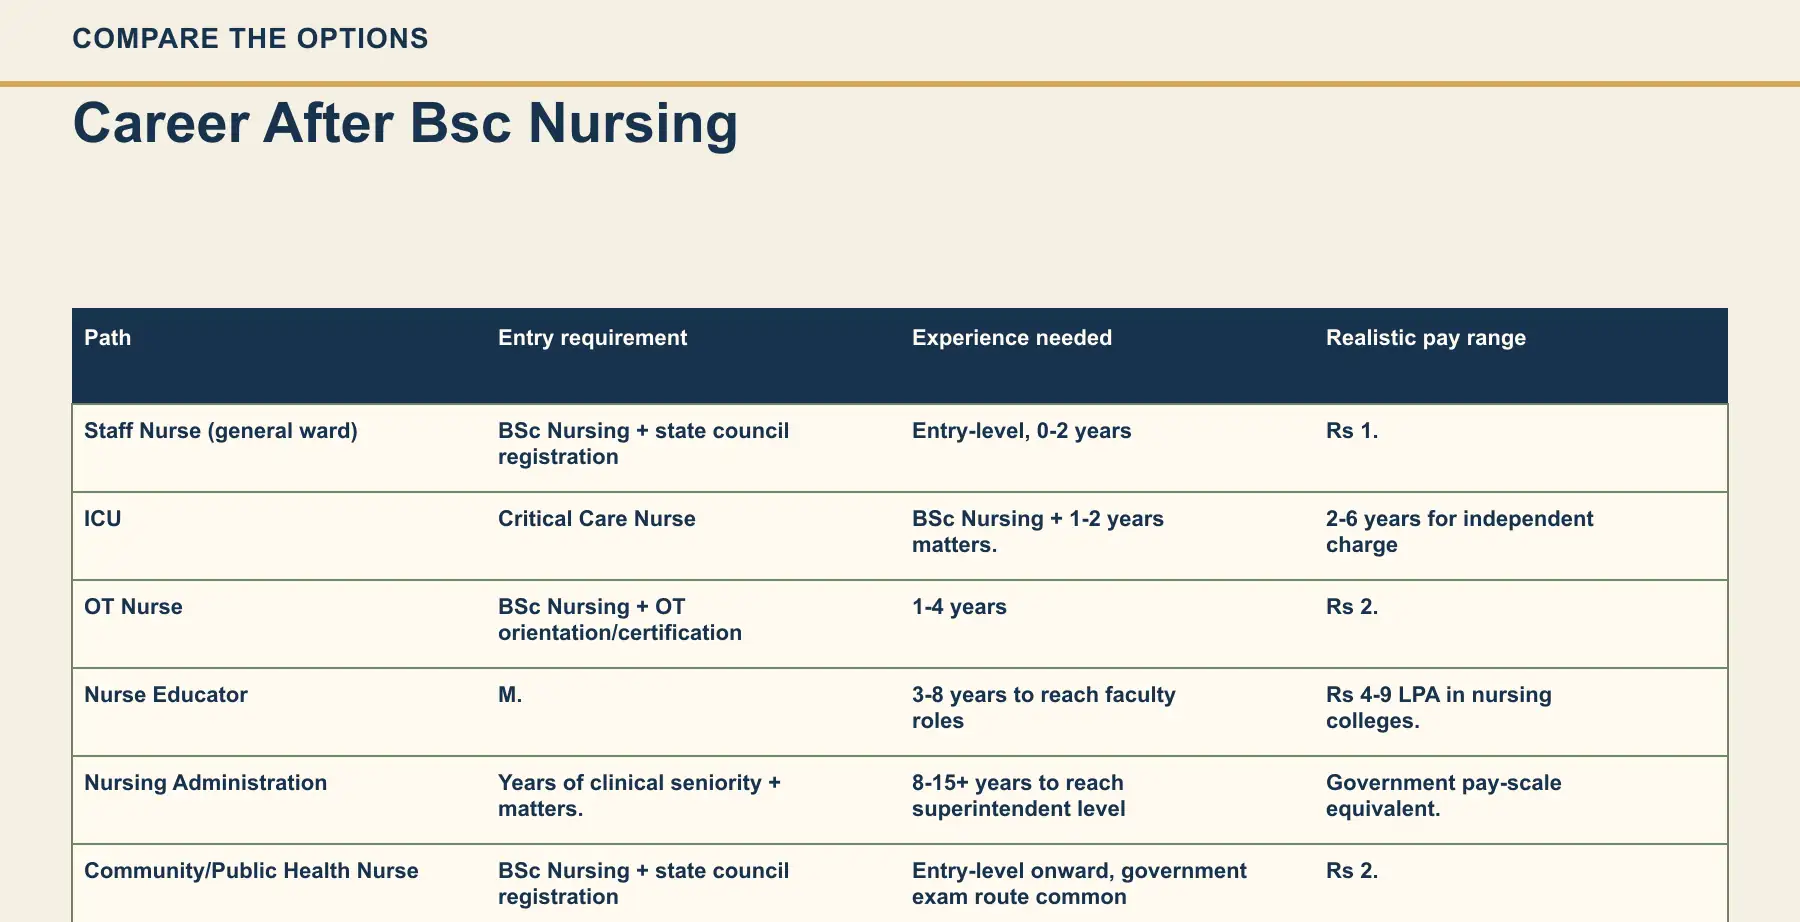 COMPARE THE OPTIONS
Career After Bsc Nursing
Path
Entry requirement
Experience needed
Realistic pay range
Staff Nurse (general ward)
BSc Nursing + state council
registration
Entry-level, 0-2 years
Rs 1.
ICU
Critical Care Nurse
BSc Nursing + 1-2 years
matters.
2-6 years for independent
charge
OT Nurse
BSc Nursing + OT
orientation/certification
1-4 years
Rs 2.
Nurse Educator
M.
3-8 years to reach faculty
roles
Rs 4-9 LPA in nursing
colleges.
Nursing Administration
Years of clinical seniority +
matters.
8-15+ years to reach
superintendent level
Government pay-scale
equivalent.
Community/Public Health Nurse
BSc Nursing + state council
registration
Entry-level onward, government
exam route common
Rs 2.